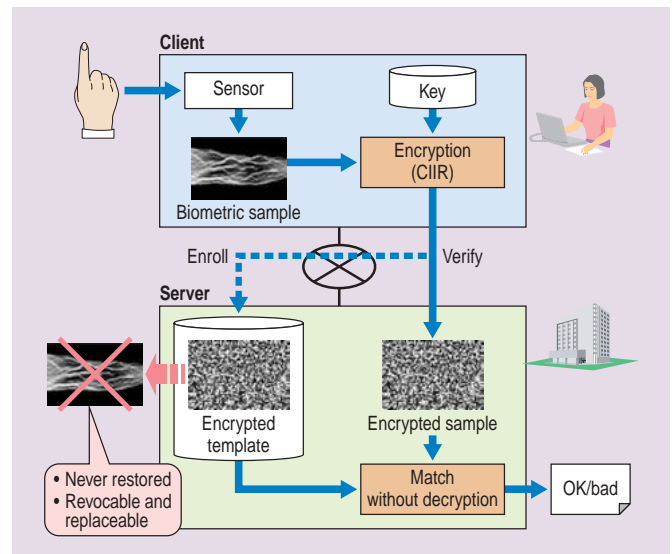 Client
Sensor
Key
Encryption
(CIIR)
Biometric sample
Enroll
Verify
Server
Encrypted
template
Encrypted sample
• Never restored
• Revocable and
replaceable
Match
without decryption
OK/bad